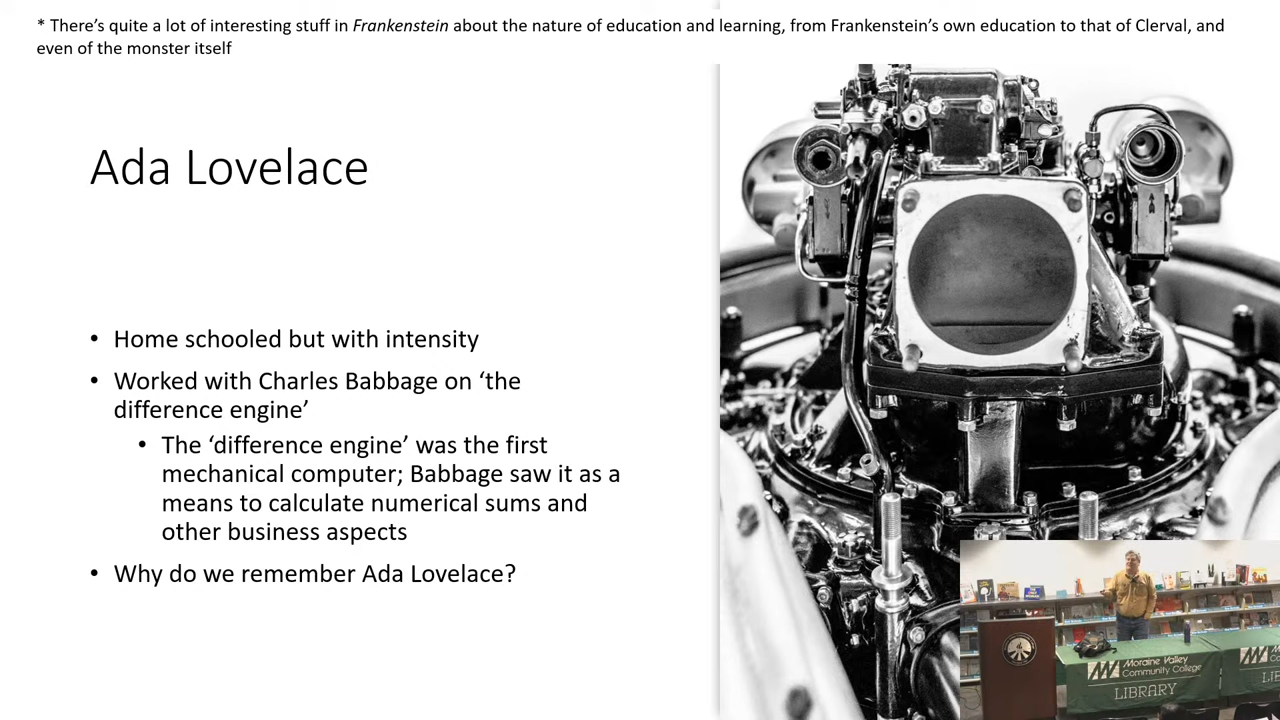 * There’s quite a lot of interesting stuff in Frankenstein about the nature of education and learning, from Frankenstein’s own education to that of Clerval, and
even of the monster itself
Ada Lovelace
• Home schooled but with intensity
• Worked with Charles Babbage on ‘the
difference engine’
• The ‘difference engine’ was the first
mechanical computer; Babbage saw it as a
means to calculate numerical sums and
other business aspects
• Why do we remember Ada Lovelace?
Moraine Valley
Community College
LIBRARY